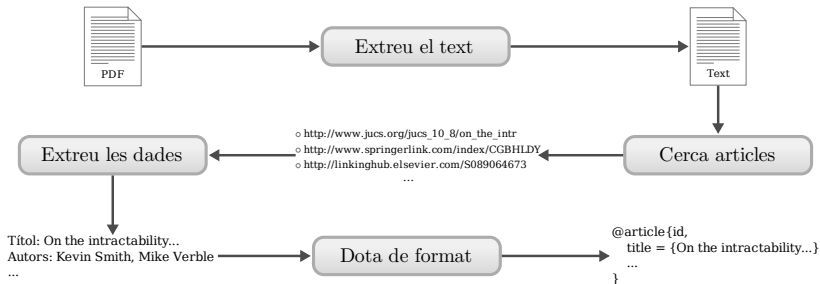 PDF
Extreu el text
Text
Extreu les dades
○ http://www.jucs.org/jucs_10_8/on_the_intr
○ http://www.springerlink.com/index/CGBHLDY
○ http://linkinghub.elsevier.com/S089064673
...
Cerca articles
Títol: On the intractability...
Autors: Kevin Smith, Mike Verble
...
Dota de format
@article{id,
title = {On the intractability...}
...
}